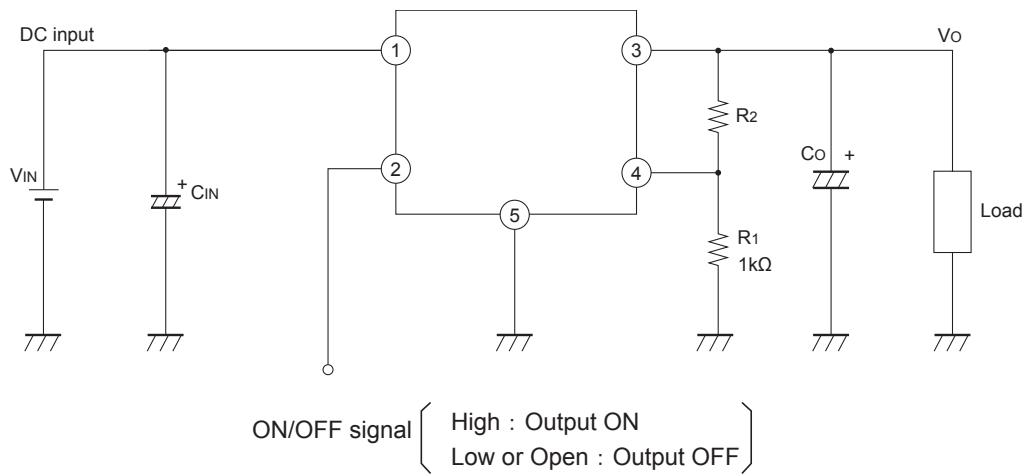 DC input
VIN
CIN
1
2
3
4
5
VO
R2
R1
1kΩ
CO
+
+
Load
ON/OFF signal
High : Output ON
Low or Open : Output OFF